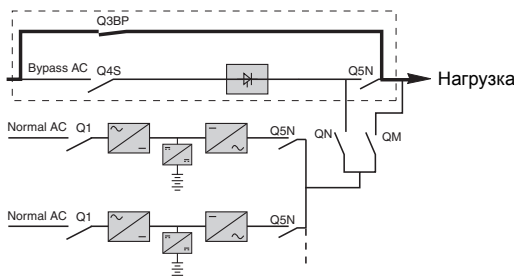 Q3BP
Bypass AC
Q4S
Q5N
Нагрузка
QN
QM
Normal AC
Q1
Q5N
Normal AC
Q1
Q5N